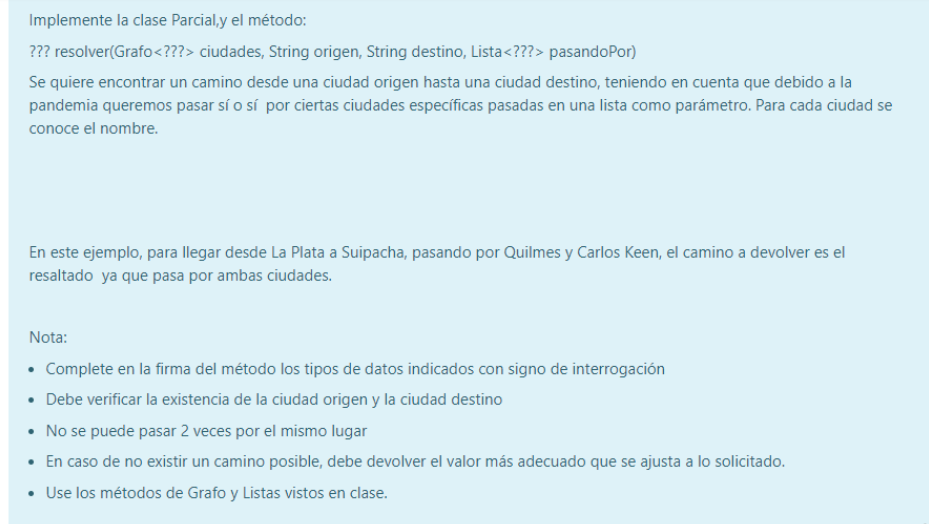 Implemente la clase Parcial,y el método:
??? resolver(Grafo<???> ciudades, String origen, String destino, Lista<???> pasandoPor)
Se quiere encontrar un camino desde una ciudad origen hasta una ciudad destino, teniendo en cuenta que debido a la
pandemia queremos pasar sí o sí por ciertas ciudades específicas pasadas en una lista como parámetro. Para cada ciudad se
conoce el nombre.
En este ejemplo, para llegar desde La Plata a Suipacha, pasando por Quilmes y Carlos Keen, el camino a devolver es el
resaltado ya que pasa por ambas ciudades.
Nota:
• Complete en la firma del método los tipos de datos indicados con signo de interrogación
• Debe verificar la existencia de la ciudad origen y la ciudad destino
• No se puede pasar 2 veces por el mismo lugar
• En caso de no existir un camino posible, debe devolver el valor más adecuado que se ajusta a lo solicitado.
• Use los métodos de Grafo y Listas vistos en clase.